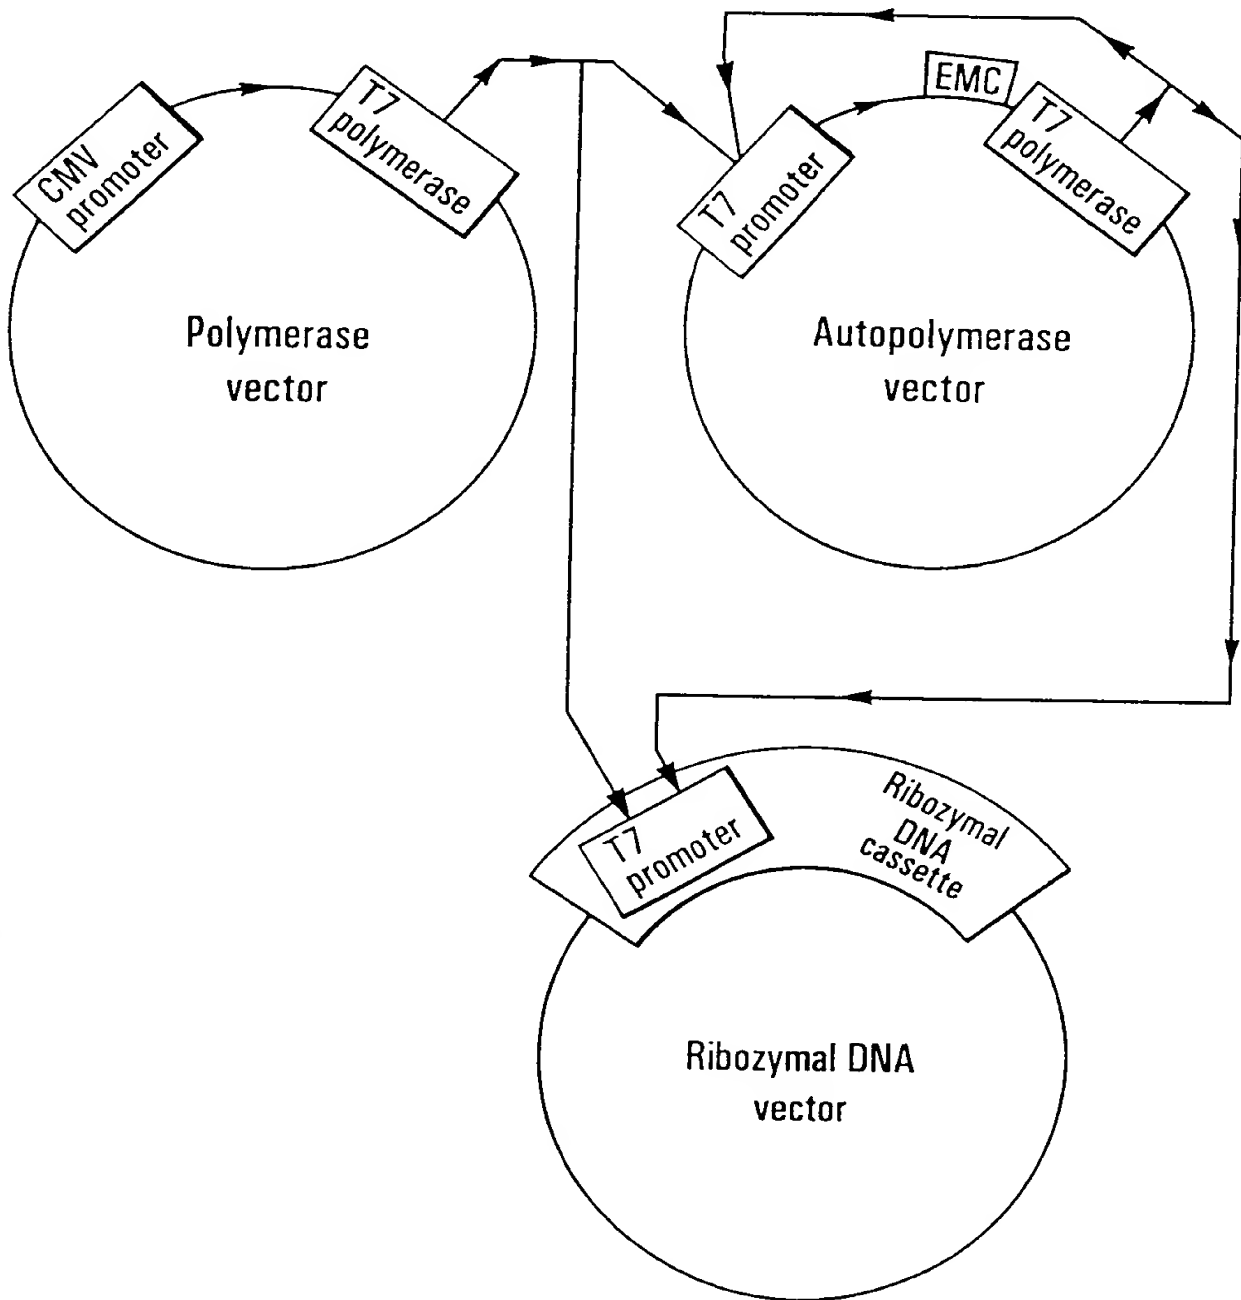 CMV
promoter
T7
polymerase
Polymerase
vector
T7
promoter
EMC
T7
polymerase
Autopolymerase
vector
T7
promoter
Ribozymal
DNA
cassette
Ribozymal DNA
vector